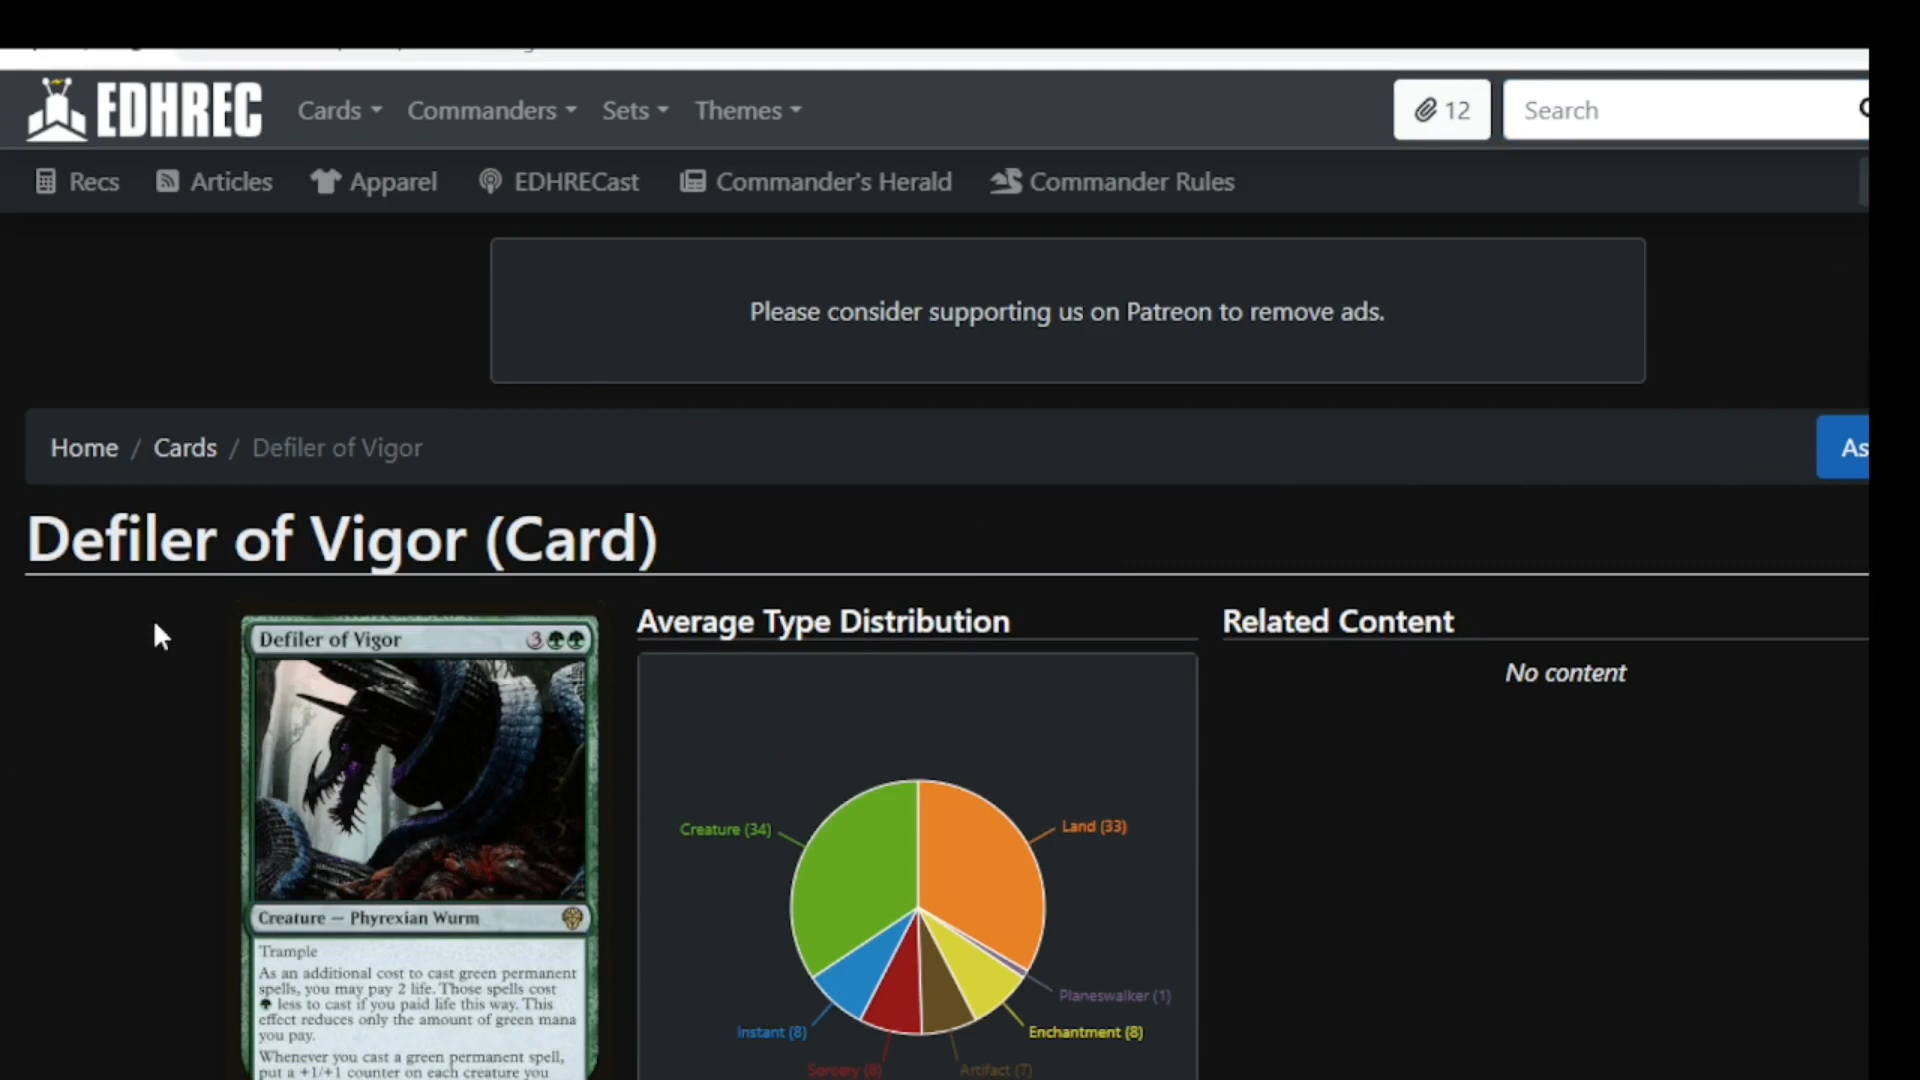 EDHREC
Cards
Commanders
Sets
Themes
12
Search
Recs
Articles
Apparel
EDHRECast
Commander's Herald
Commander Rules
Please consider supporting us on Patreon to remove ads.
Home / Cards / Defiler of Vigor
As
Defiler of Vigor (Card)
Defiler of Vigor 3
Creature — Phyrexian Wurm
Trample
As an additional cost to cast green permanent
spells, you may pay 2 life. Those spells cost
less to cast if you paid life this way. This
effect reduces only the amount of green mana
you pay.
Whenever you cast a green permanent spell,
put a +1/+1 counter on each creature you
Average Type Distribution
Creature (34)
Land (33)
Planeswalker (1)
Instant (8)
Enchantment (8)
Sorcery (8)
Artifact (7)
Related Content
No content